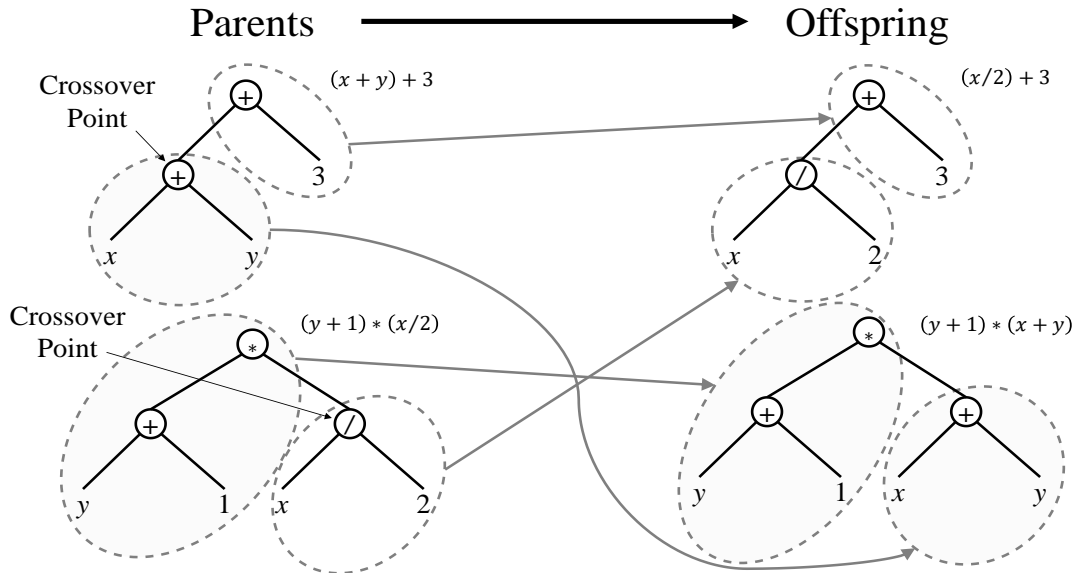 Parents
Offspring
Crossover
Point
(x + y) + 3
+
3
+
x
y
(x/2) + 3
+
3
/
x
2
Crossover
Point
(y + 1) ∗ (x/2)
*
+
/
y
1
x
2
(y + 1) ∗ (x + y)
*
+
+
y
1
x
y